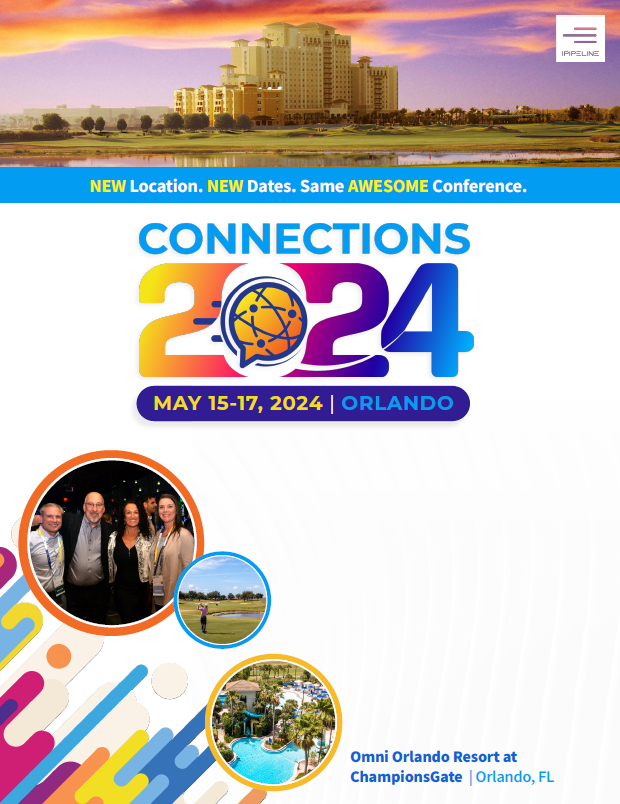 IPIPELINE
NEW Location. NEW Dates. Same AWESOME Conference.
CONNECTIONS
2024
MAY 15-17, 2024 | ORLANDO
Omni Orlando Resort at
ChampionsGate | Orlando, FL